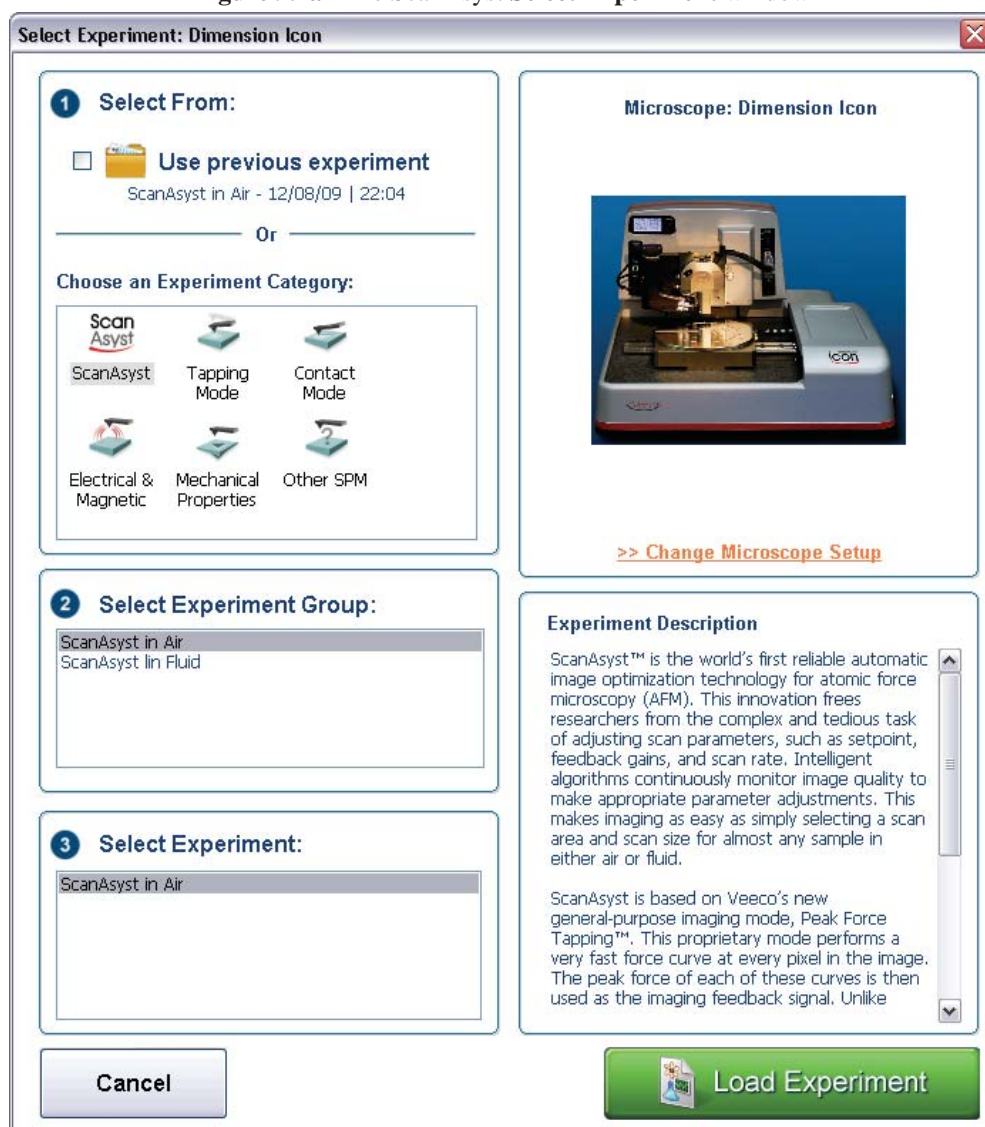 Select Experiment: Dimension Icon
1 Select From:
Use previous experiment
ScanAsyst in Air - 12/08/09 | 22:04
Or
Choose an Experiment Category:
Scan
Asyst
ScanAsyst
Tapping
Mode
Contact
Mode
Electrical &
Magnetic
Mechanical
Properties
? Other SPM
2 Select Experiment Group:
ScanAsyst in Air
ScanAsyst Iin Fluid
3 Select Experiment:
ScanAsyst in Air
Cancel
Microscope: Dimension Icon
icon
>> Change Microscope Setup
Experiment Description
ScanAsyst™ is the world's first reliable automatic
image optimization technology for atomic force
microscopy (AFM). This innovation frees
researchers from the complex and tedious task
of adjusting scan parameters, such as setpoint,
feedback gains, and scan rate. Intelligent
algorithms continuously monitor image quality to
make appropriate parameter adjustments. This
makes imaging as easy as simply selecting a scan
area and scan size for almost any sample in
either air or fluid.
ScanAsyst is based on Veeco's new
general-purpose imaging mode, Peak Force
Tapping™. This proprietary mode performs a
very fast force curve at every pixel in the image.
The peak force of each of these curves is then
used as the imaging feedback signal. Unlike
Load Experiment